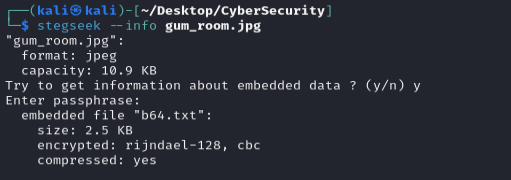 ┌──(kali㉿kali)-[~/Desktop/CyberSecurity]
└─$ stegseek --info gum_room.jpg
"gum_room.jpg":
  format: jpeg
  capacity: 10.9 KB
Try to get information about embedded data ? (y/n) y
Enter passphrase:
  embedded file "b64.txt":
    size: 2.5 KB
    encrypted: rijndael-128, cbc
    compressed: yes